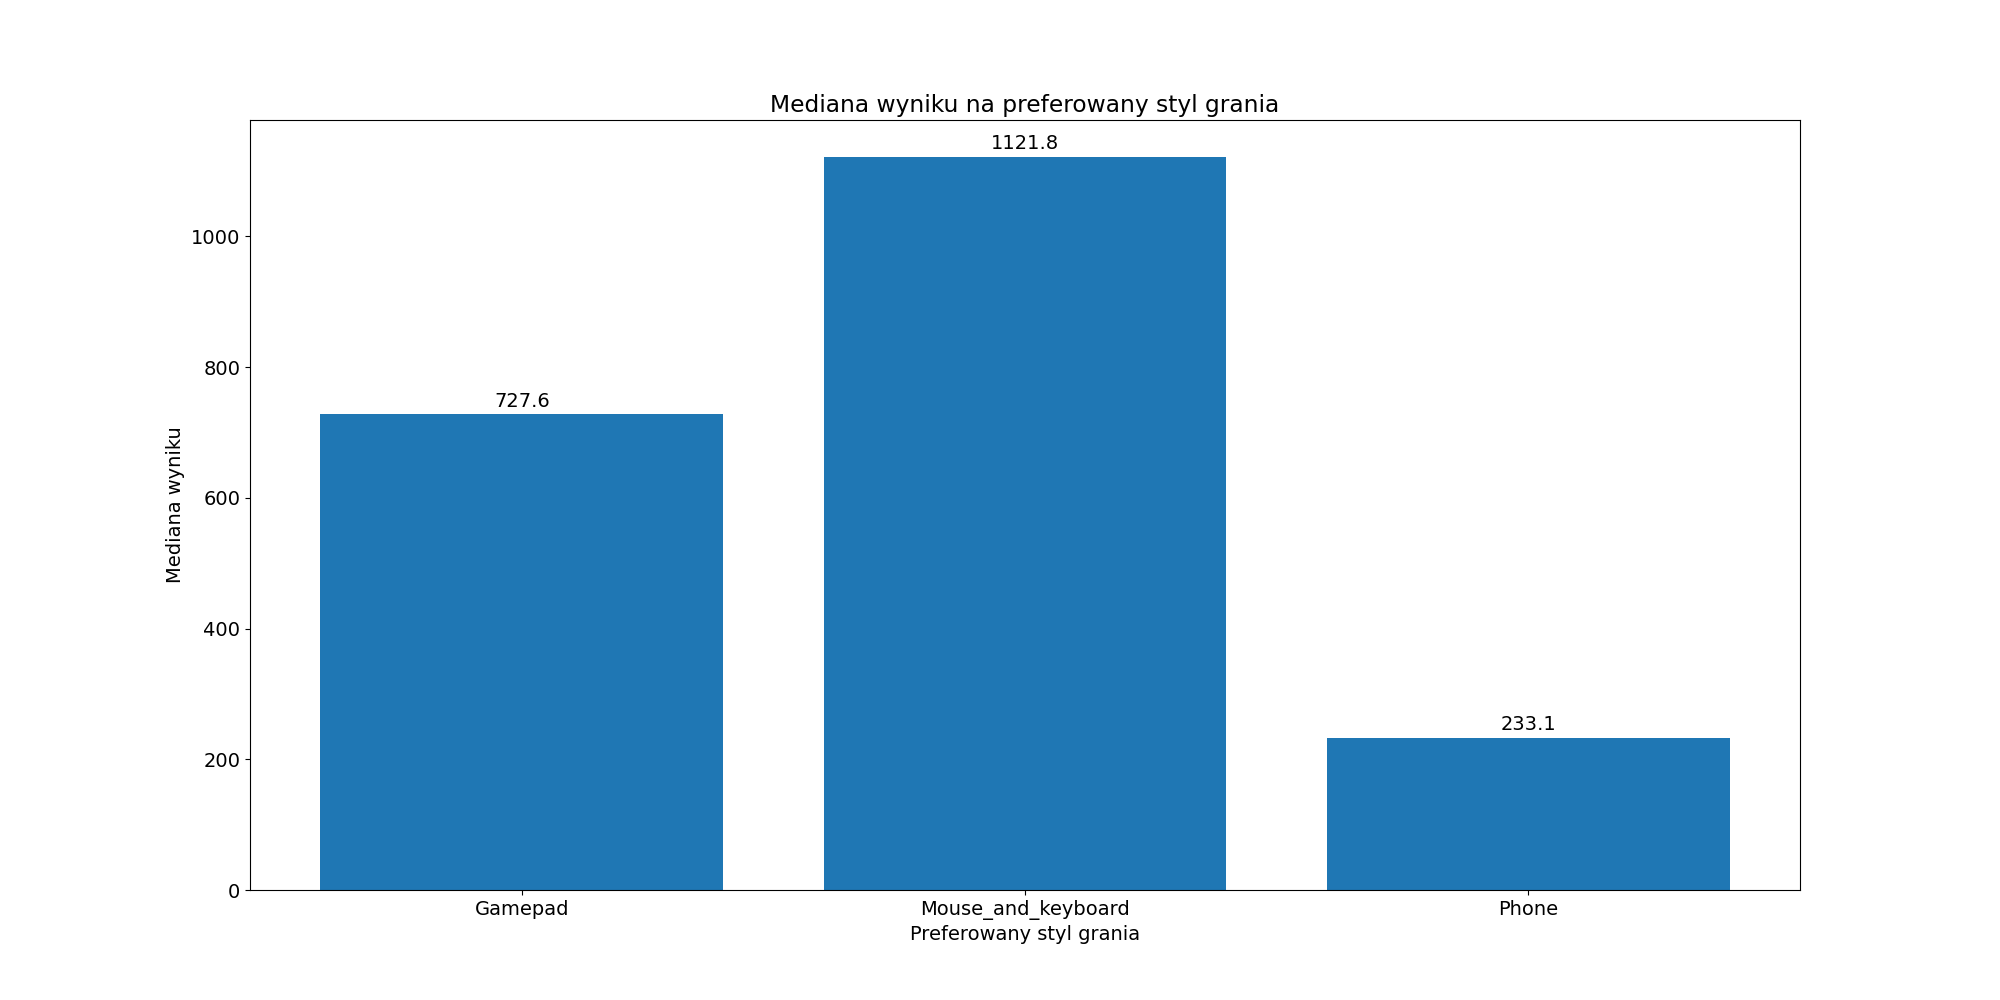 Mediana wyniku na preferowany styl grania
1121.8
727.6
233.1
1000
800
600
400
200
0
Mediana wyniku
Gamepad Mouse_and_keyboard Phone
Preferowany styl grania